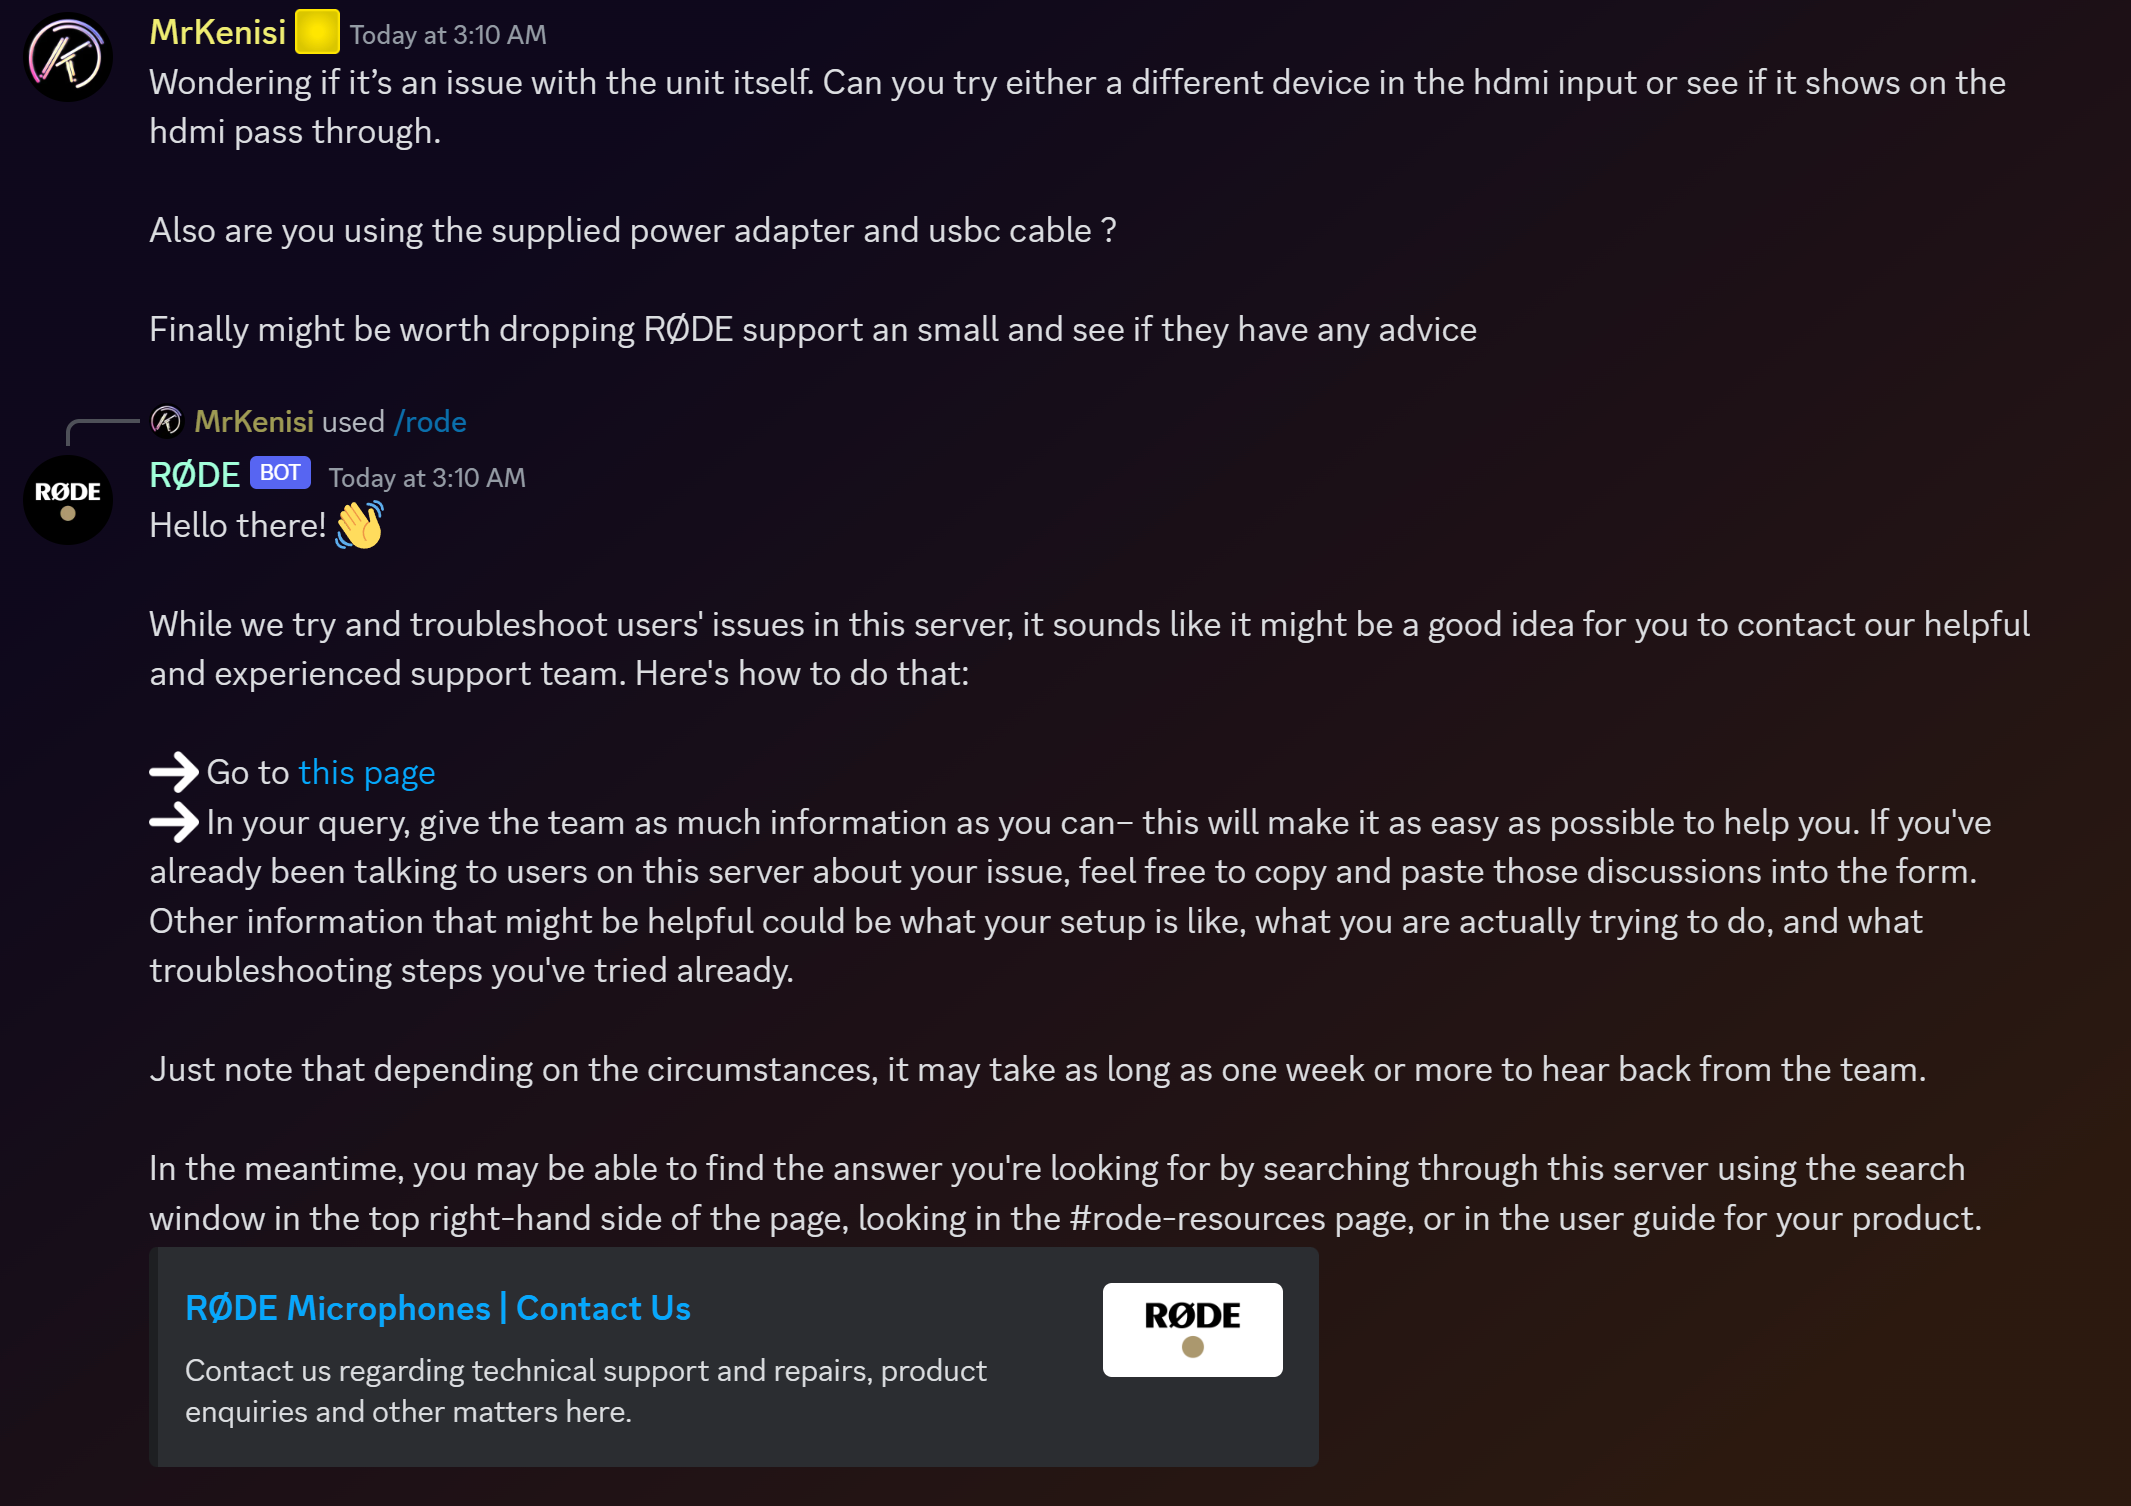 MrKenisi Today at 3:10 AM
Wondering if it’s an issue with the unit itself. Can you try either a different device in the hdmi input or see if it shows on the
hdmi pass through.
Also are you using the supplied power adapter and usbc cable ?
Finally might be worth dropping RØDE support an small and see if they have any advice
MrKenisi used /rode
RØDE
RØDE BOT Today at 3:10 AM
Hello there! 👋
While we try and troubleshoot users' issues in this server, it sounds like it might be a good idea for you to contact our helpful
and experienced support team. Here's how to do that:
→ Go to this page
→ In your query, give the team as much information as you can– this will make it as easy as possible to help you. If you've
already been talking to users on this server about your issue, feel free to copy and paste those discussions into the form.
Other information that might be helpful could be what your setup is like, what you are actually trying to do, and what
troubleshooting steps you've tried already.
Just note that depending on the circumstances, it may take as long as one week or more to hear back from the team.
In the meantime, you may be able to find the answer you're looking for by searching through this server using the search
window in the top right-hand side of the page, looking in the #rode-resources page, or in the user guide for your product.
RØDE Microphones | Contact Us
RØDE
Contact us regarding technical support and repairs, product
enquiries and other matters here.